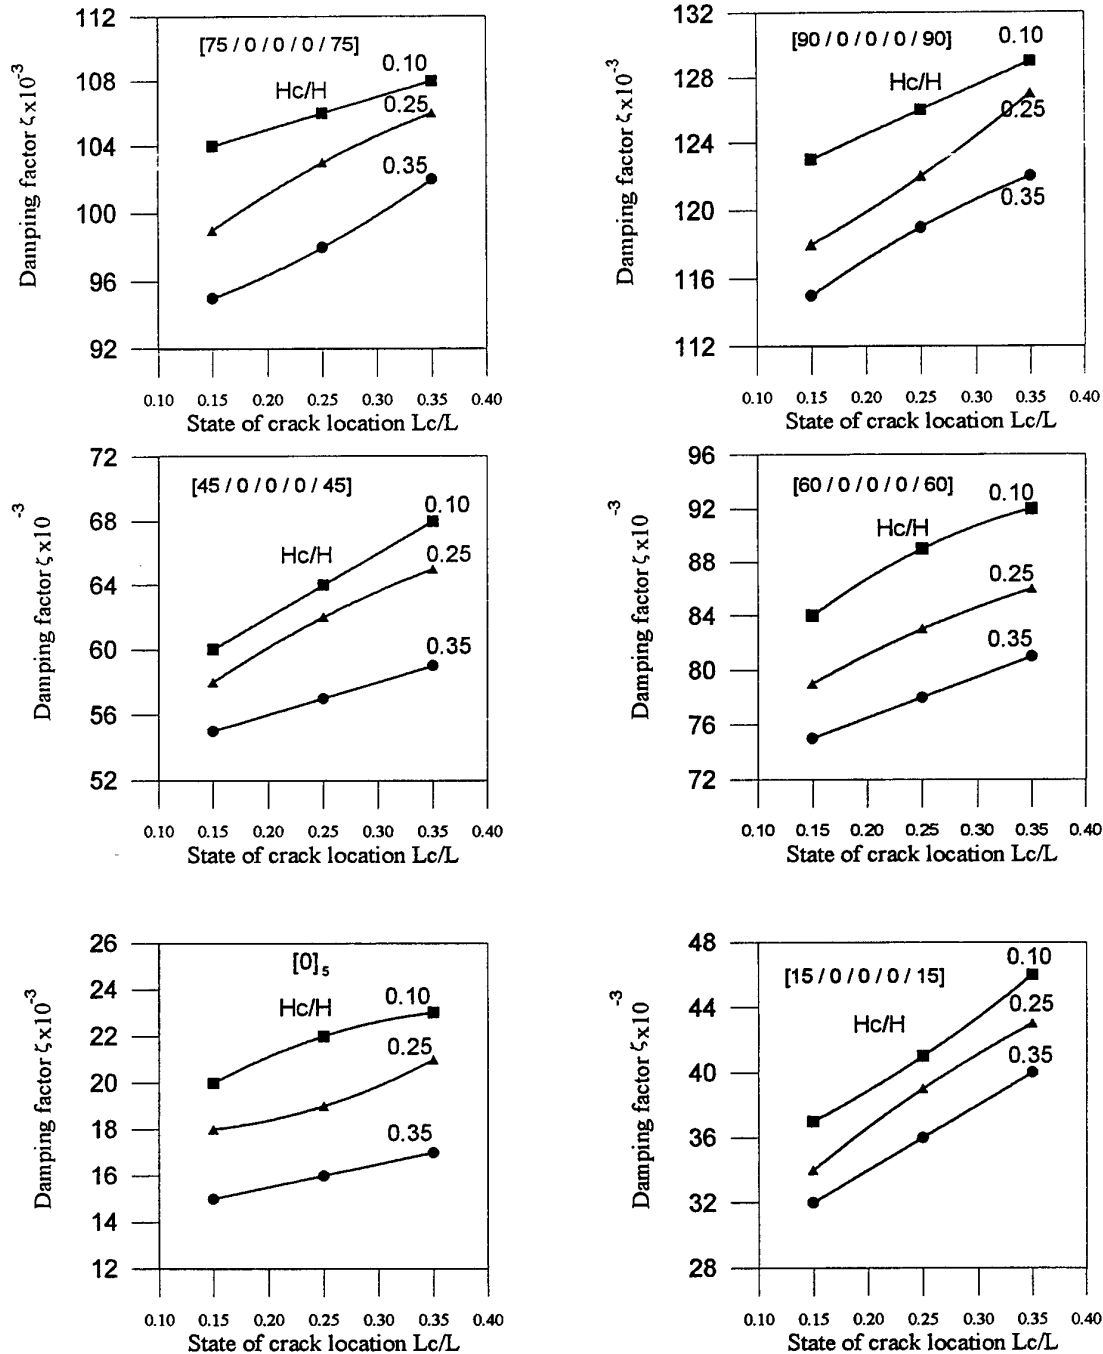 112
108
104
100
96
92
Damping factor ζx10-3
[75 / 0 / 0 / 0 / 75]
Hc/H
0.10
0.25
0.35
0.10 0.15 0.20 0.25 0.30 0.35 0.40
State of crack location Lc/L
132
128
124
120
116
112
Damping factor ζx10-3
[90 / 0 / 0 / 0 / 90]
Hc/H
0.10
0.25
0.35
0.10 0.15 0.20 0.25 0.30 0.35 0.40
State of crack location Lc/L
72
68
64
60
56
52
Damping factor ζx10-3
[45 / 0 / 0 / 0 / 45]
Hc/H
0.10
0.25
0.35
0.10 0.15 0.20 0.25 0.30 0.35 0.40
State of crack location Lc/L
96
92
88
84
80
76
72
Damping factor ζx10-3
[60 / 0 / 0 / 0 / 60]
Hc/H
0.10
0.25
0.35
0.10 0.15 0.20 0.25 0.30 0.35 0.40
State of crack location Lc/L
26
24
22
20
18
16
14
12
Damping factor ζx10-3
[0]5
Hc/H
0.10
0.25
0.35
0.10 0.15 0.20 0.25 0.30 0.35 0.40
State of crack location Lc/L
48
44
40
36
32
28
Damping factor ζx10-3
[15 / 0 / 0 / 0 / 15]
Hc/H
0.10
0.25
0.35
0.10 0.15 0.20 0.25 0.30 0.35 0.40
State of crack location Lc/L